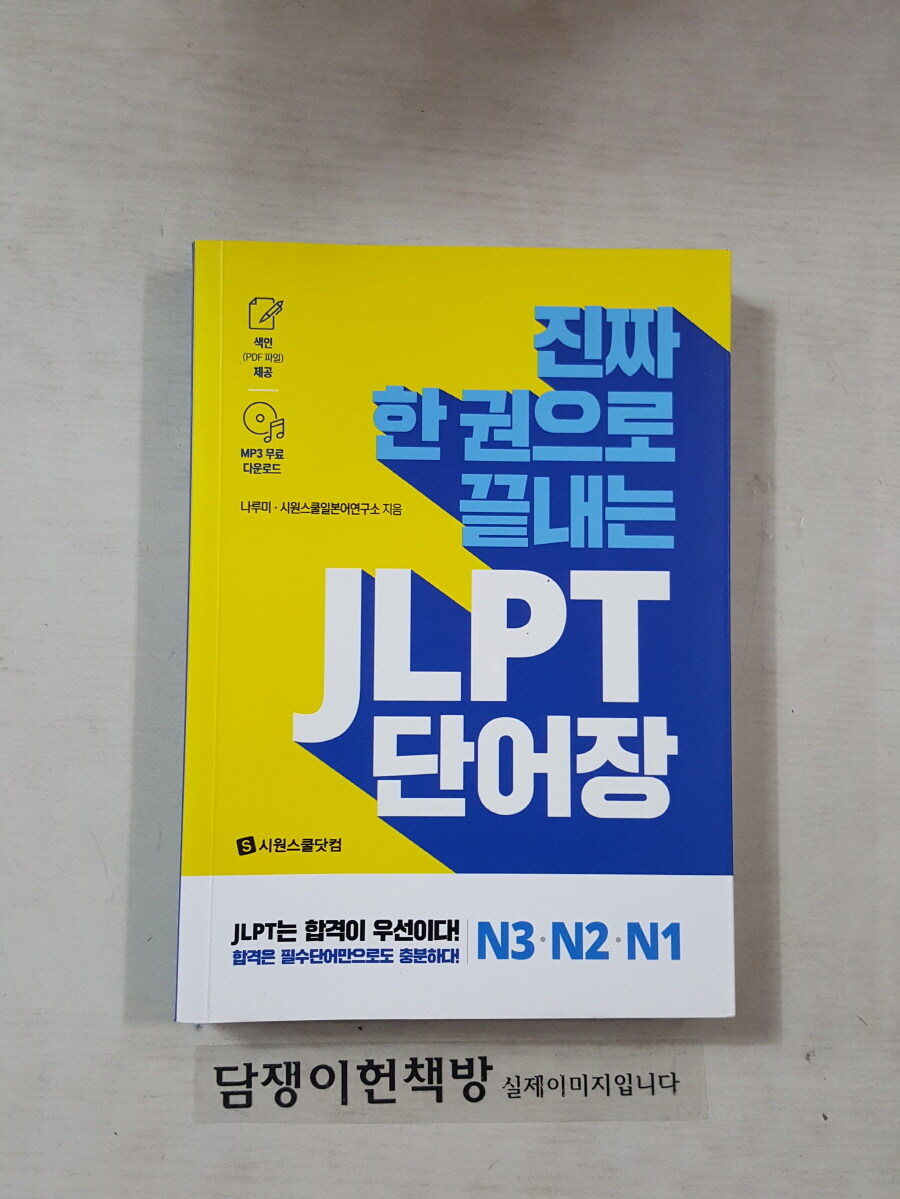 색인
(PDF 파일)
제공
MP3 무료
다운로드
나루미 · 시원스쿨일본어연구소 지음
진짜
한 권으로
끝내는
JLPT
단어장
S 시원스쿨닷컴
JLPT는 합격이 우선이다!
합격은 필수단어만으로도 충분하다!
N3 · N2 · N1
담쟁이헌책방 실제이미지입니다